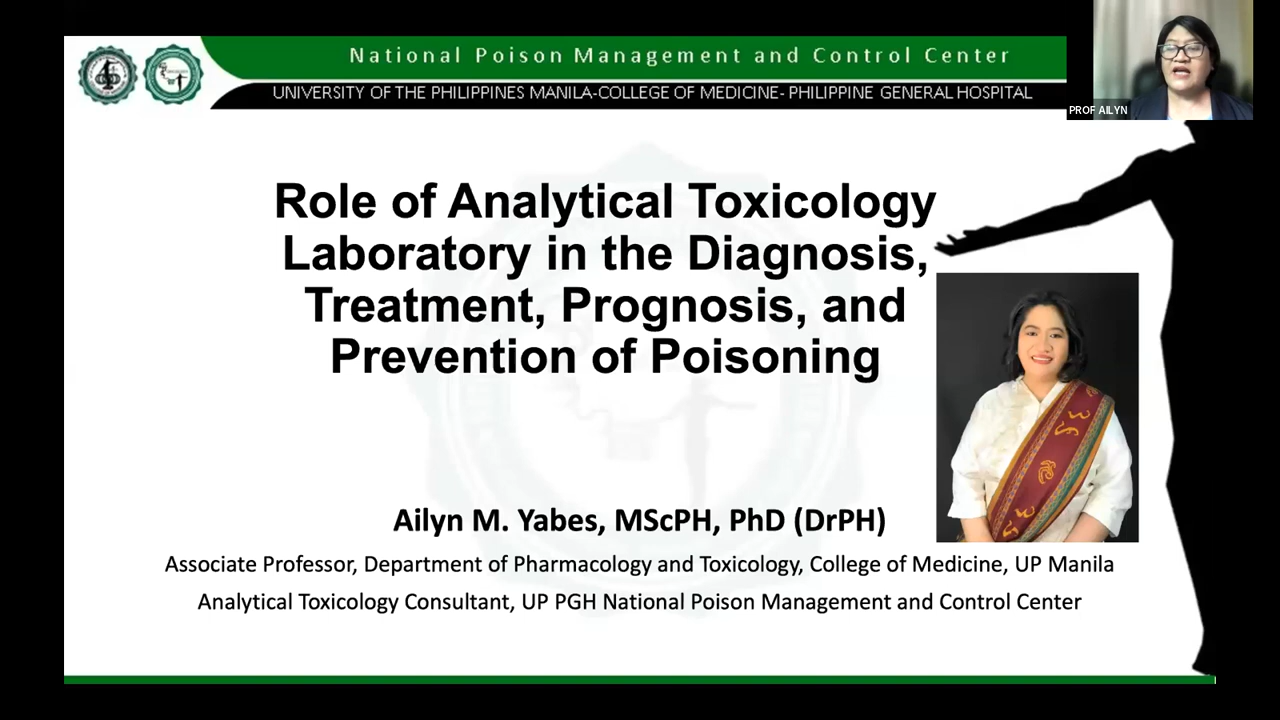 National Poison Management and Control Center
UNIVERSITY OF THE PHILIPPINES MANILA-COLLEGE OF MEDICINE- PHILIPPINE GENERAL HOSPITAL
PROF AILYN
Role of Analytical Toxicology
Laboratory in the Diagnosis,
Treatment, Prognosis, and
Prevention of Poisoning
Ailyn M. Yabes, MScPH, PhD (DrPH)
Associate Professor, Department of Pharmacology and Toxicology, College of Medicine, UP Manila
Analytical Toxicology Consultant, UP PGH National Poison Management and Control Center